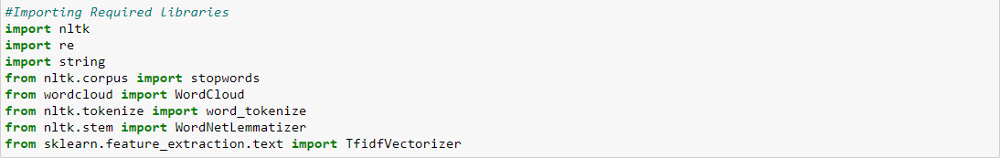 #Importing Required libraries
import nltk
import re
import string
from nltk.corpus import stopwords
from wordcloud import WordCloud
from nltk.tokenize import word_tokenize
from nltk.stem import WordNetLemmatizer
from sklearn.feature_extraction.text import TfidfVectorizer